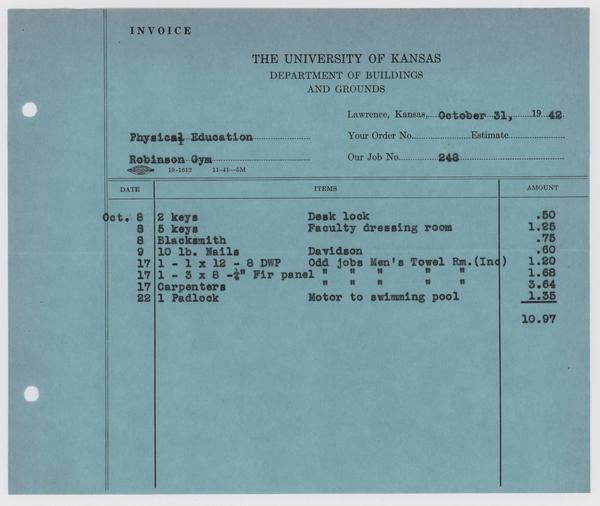 INVOICE
THE UNIVERSITY OF KANSAS
DEPARTMENT OF BUILDINGS
AND GROUNDS
Lawrence, Kansas, October 31, 1942
Physical Education Your Order No. Estimate
Robinson Gym Our Job No. 248
19-1612 11-41-5M
DATE ITEMS AMOUNT
Oct. 8 2 keys Desk lock .50
8 5 keys Faculty dressing room 1.25
8 Blacksmith .75
9 10 lb. Nails Davidson .60
17 1 - 1 x 12 - 8 DWP Odd jobs Men's Towel Rm.(Inc) 1.20
17 1 - 3 x 8 -¼" Fir panel " " " " " 1.68
17 Carpenters " " " " " 3.64
22 1 Padlock Motor to swimming pool 1.35
10.97